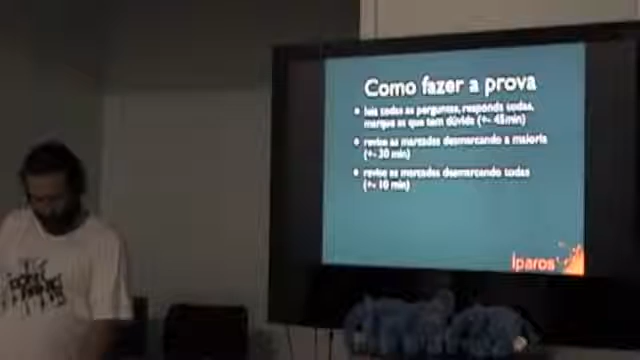 Como fazer a prova
• leia todas as perguntas, responda todas,
marque as que tem dúvida (+- 45min)
• revise as marcadas desmarcando a maioria
(+- 30 min)
• revise as marcadas desmarcando todas
(+- 10 min)
Iparos